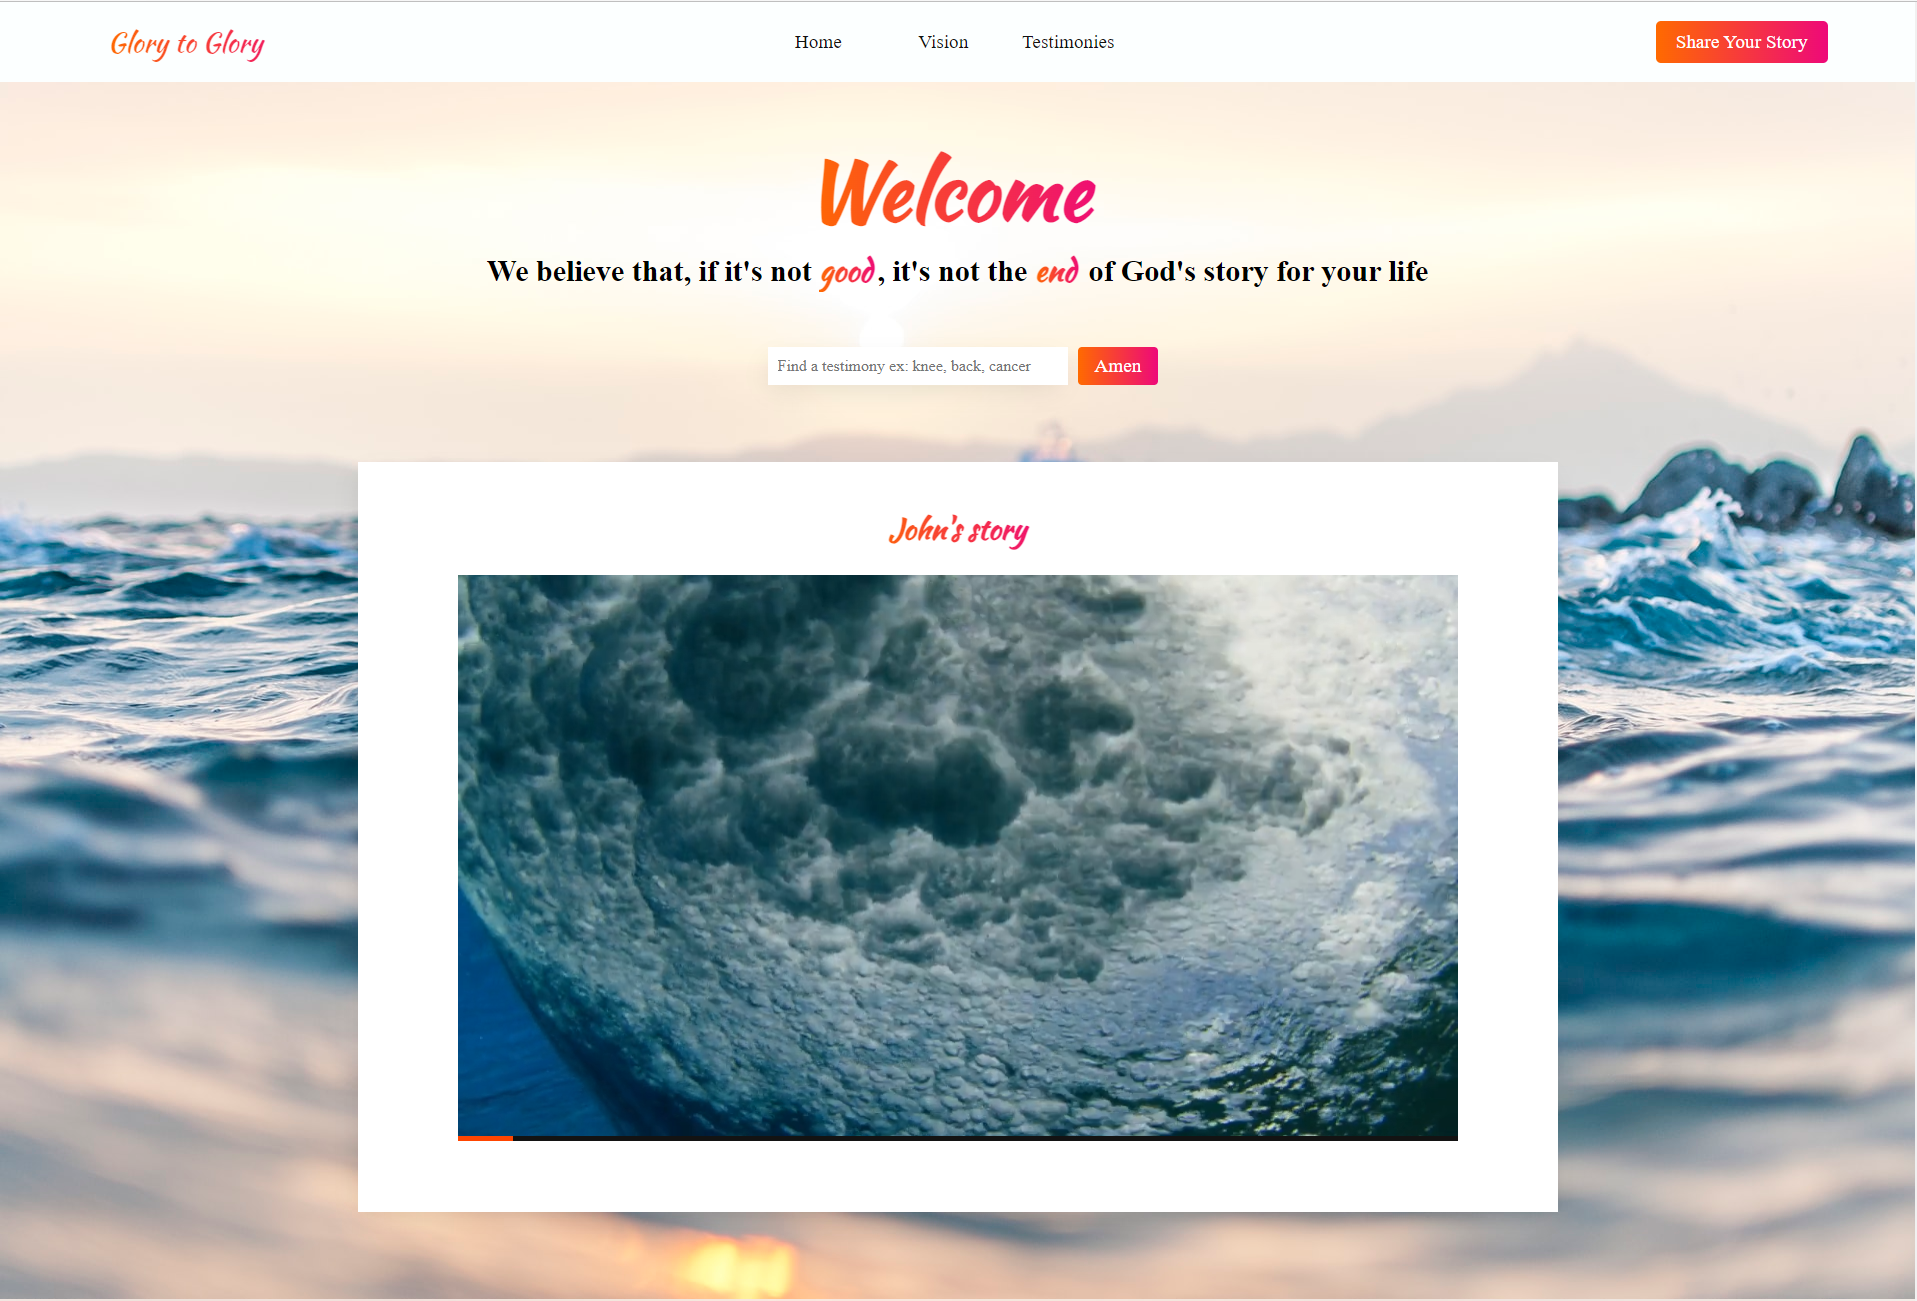 Glory to Glory
Home Vision Testimonies
Share Your Story
Welcome
We believe that, if it's not good, it's not the end of God's story for your life
Find a testimony ex: knee, back, cancer
Amen
John's story